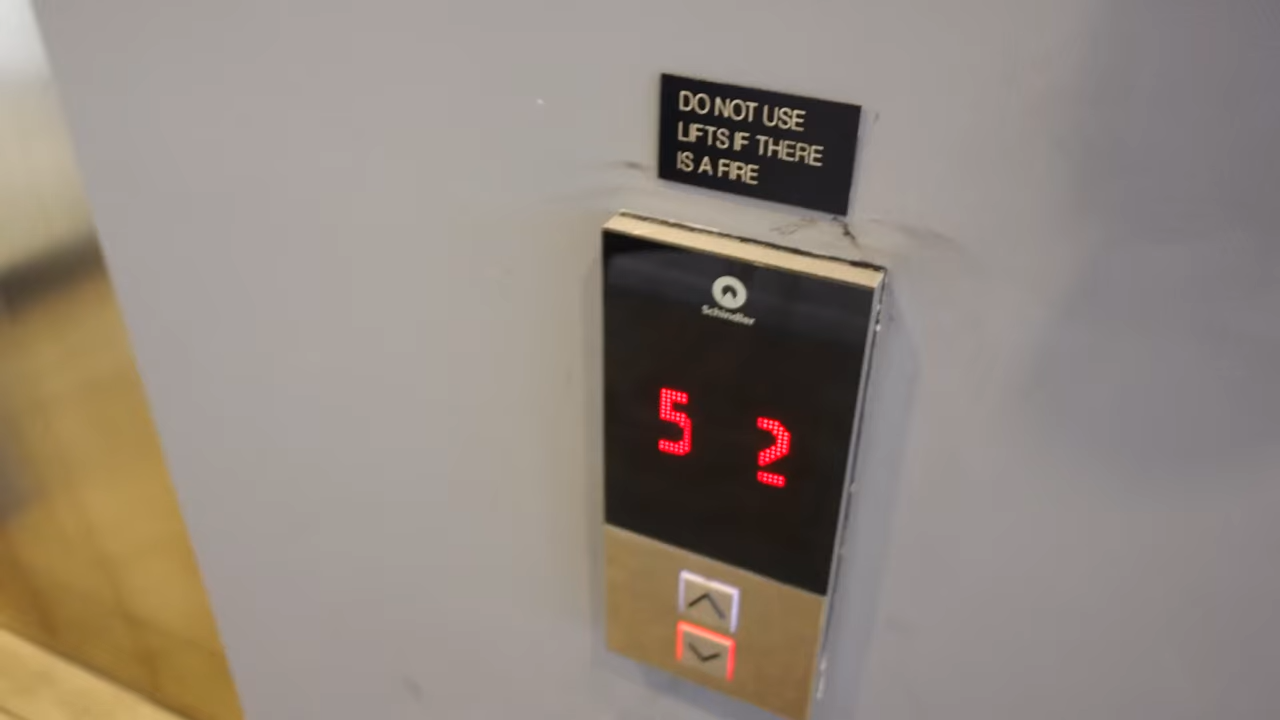 DO NOT USE
LIFTS IF THERE
IS A FIRE
Schindler
5 2